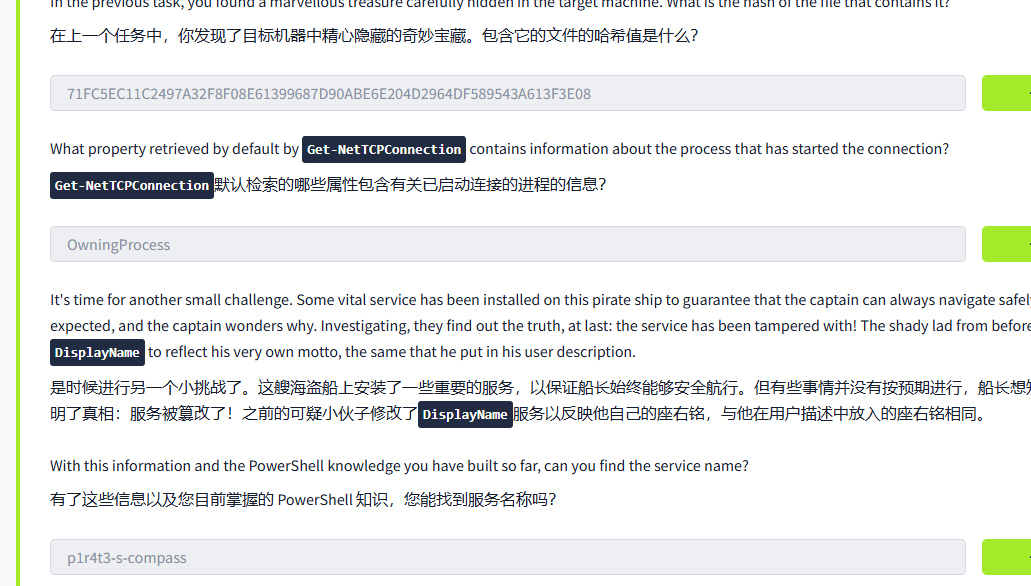 In the previous task, you found a marvellous treasure carefully hidden in the target machine. What is the hash of the file that contains it?
在上一个任务中，你发现了目标机器中精心隐藏的奇妙宝藏。包含它的文件的哈希值是什么？
71FC5EC11C2497A32F8F08E61399687D90ABE6E204D2964DF589543A613F3E08
What property retrieved by default by Get-NetTCPConnection contains information about the process that has started the connection?
Get-NetTCPConnection默认检索的哪些属性包含有关已启动连接的进程的信息？
OwningProcess
It's time for another small challenge. Some vital service has been installed on this pirate ship to guarantee that the captain can always navigate safely
expected, and the captain wonders why. Investigating, they find out the truth, at last: the service has been tampered with! The shady lad from before
DisplayName to reflect his very own motto, the same that he put in his user description.
是时候进行另一个小挑战了。这艘海盗船上安装了一些重要的服务，以保证船长始终能够安全航行。但有些事情并没有按预期进行，船长想知
明了真相：服务被篡改了！之前的可疑小伙子修改了DisplayName服务以反映他自己的座右铭，与他在用户描述中放入的座右铭相同。
With this information and the PowerShell knowledge you have built so far, can you find the service name?
有了这些信息以及您目前掌握的 PowerShell 知识，您能找到服务名称吗？
p1r4t3-s-compass